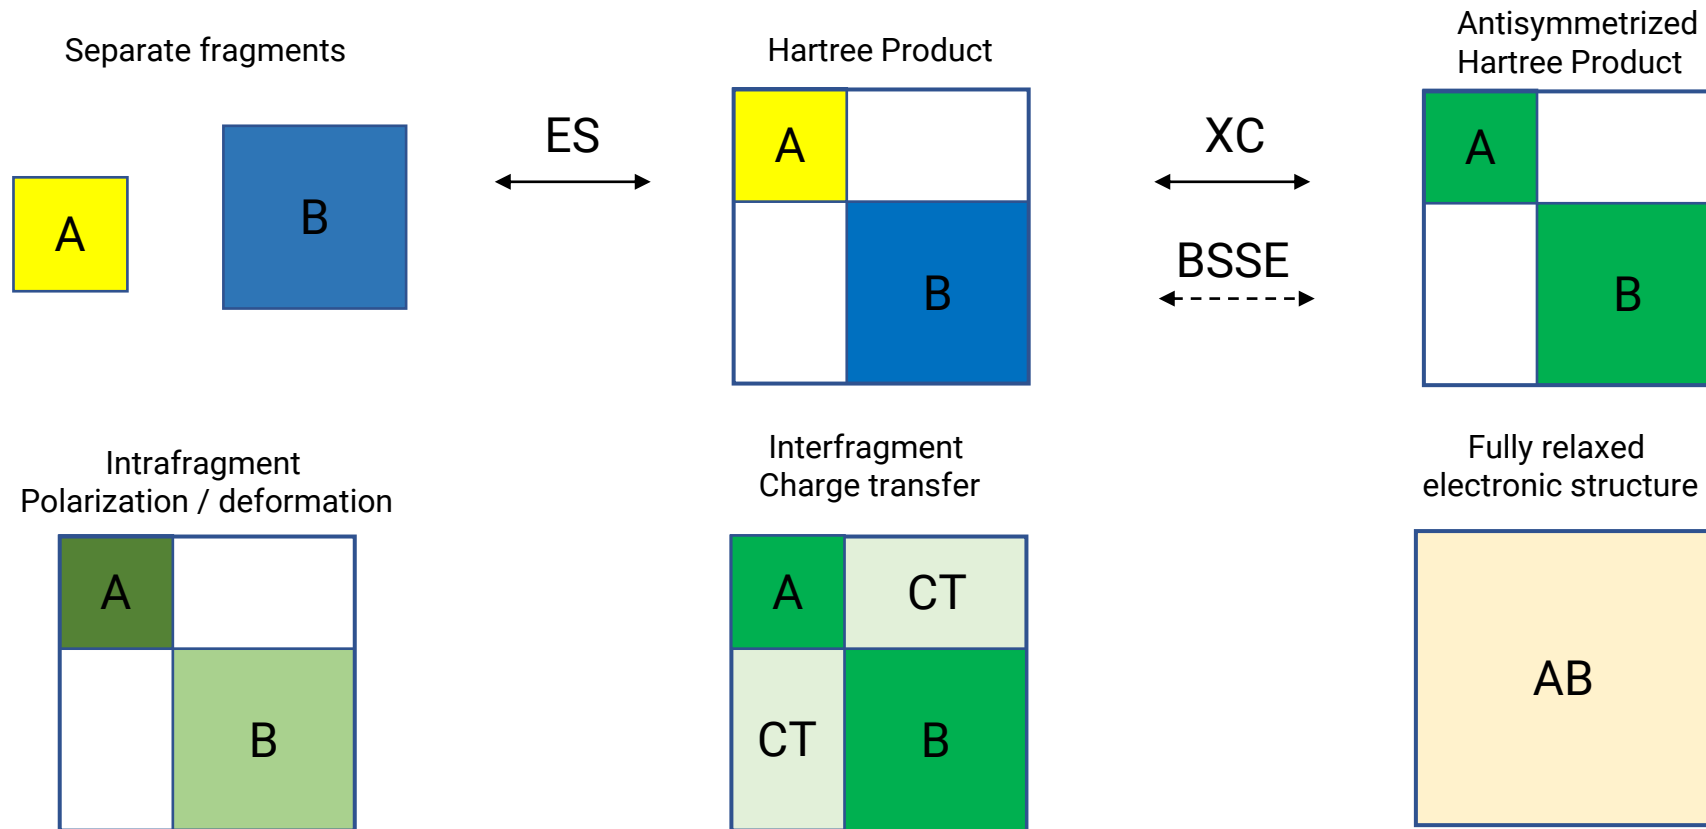 Separate fragments
A
B
ES
Hartree Product
A
B
XC
BSSE
Antisymmetrized
Hartree Product
A
B
Intrafragment
Polarization / deformation
A
B
Interfragment
Charge transfer
A
CT
CT
B
Fully relaxed
electronic structure
AB